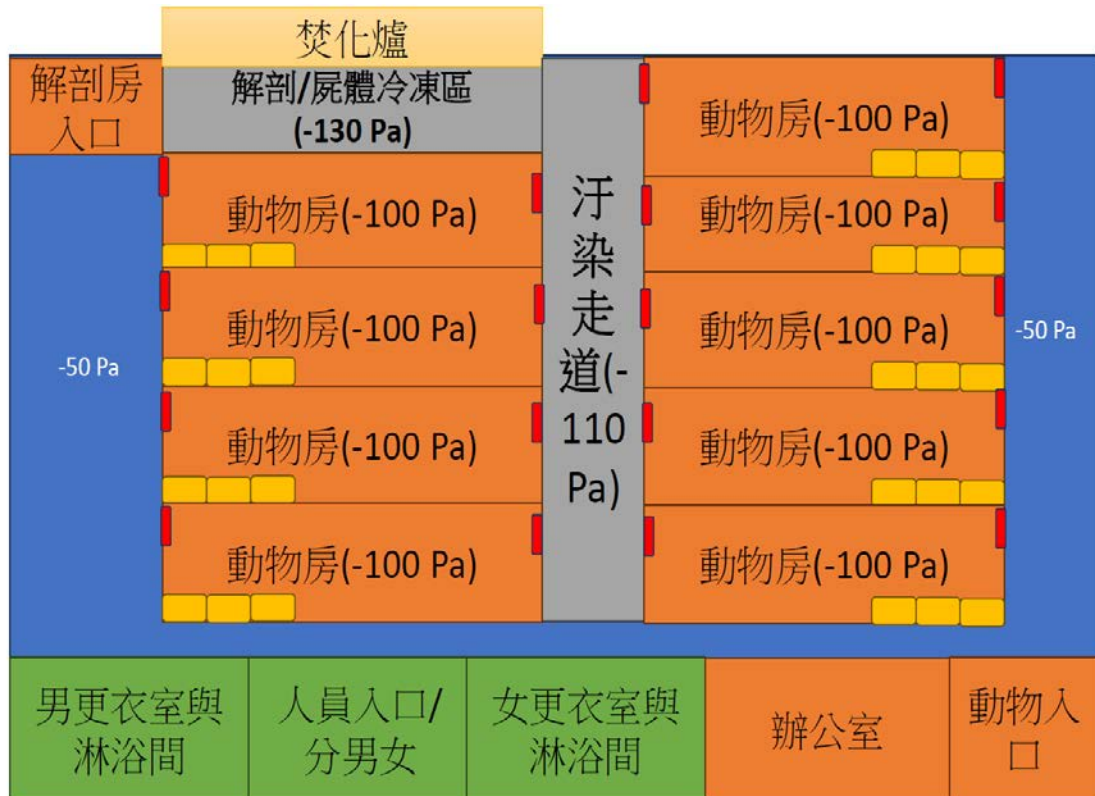 焚化爐
解剖房
入口
解剖/屍體冷凍區
(-130 Pa)
動物房(-100 Pa)
動物房(-100 Pa)
動物房(-100 Pa)
動物房(-100 Pa)
動物房(-100 Pa)
動物房(-100 Pa)
動物房(-100 Pa)
動物房(-100 Pa)
動物房(-100 Pa)
汙
染
走
道(-
110
Pa)
-50 Pa
-50 Pa
男更衣室與
淋浴間
人員入口/
分男女
女更衣室與
淋浴間
辦公室
動物入
口